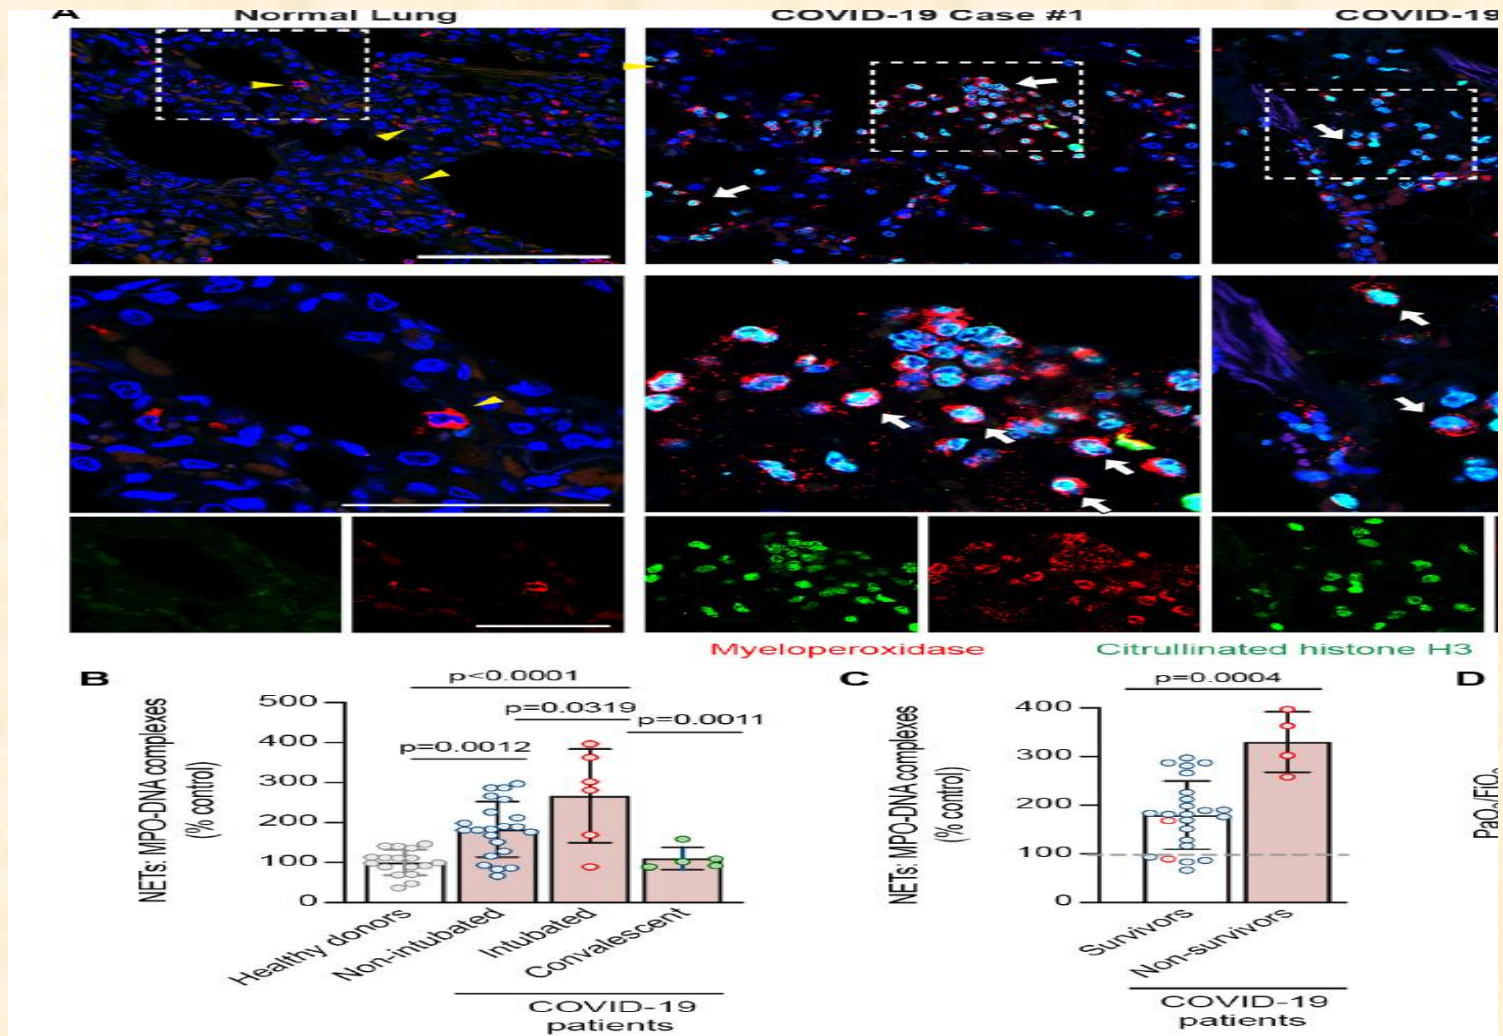 A
Normal Lung
COVID-19 Case #1
COVID-19
Myeloperoxidase
Citrullinated histone H3
B
NETs: MPO-DNA complexes
(% control)
500
400
300
200
100
0
p<0.0001
p=0.0319
p=0.0011
p=0.0012
Healthy donors
Non-intubated
Intubated
Convalescent
COVID-19
patients
C
NETs: MPO-DNA complexes
(% control)
400
300
200
100
0
p=0.0004
Survivors
Non-survivors
COVID-19
patients
D
PaO₂/FiO₂